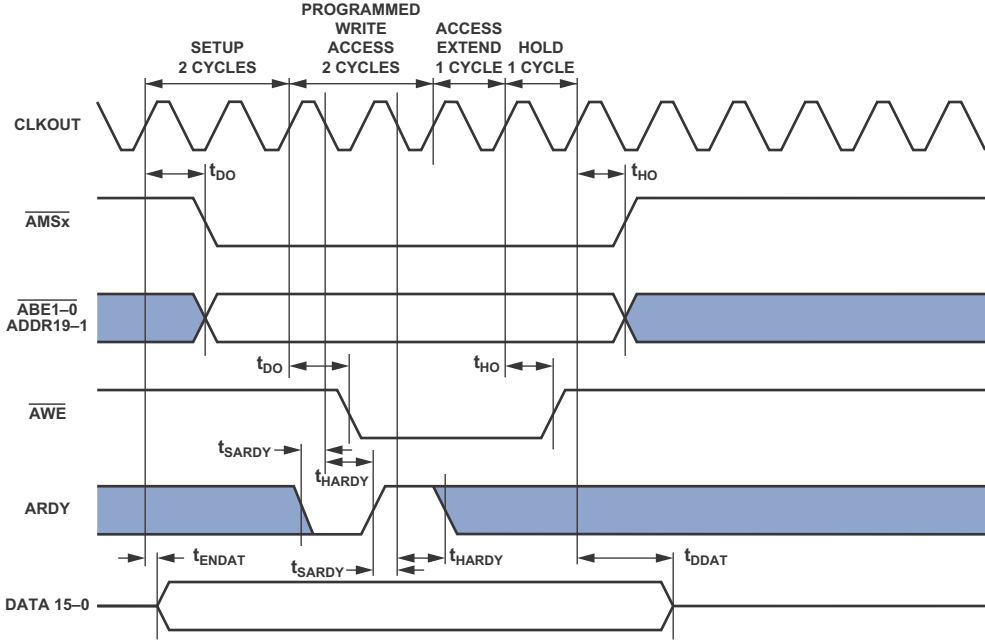 PROGRAMMED
WRITE
ACCESS
2 CYCLES
SETUP
2 CYCLES
ACCESS
EXTEND
1 CYCLE
HOLD
1 CYCLE
CLKOUT
tDO
tHO
AMSx
ABE1–0
ADDR19–1
tDO
tHO
AWE
tSARDY
tHARDY
ARDY
tENDAT
tSARDY
tHARDY
tDDAT
DATA 15–0